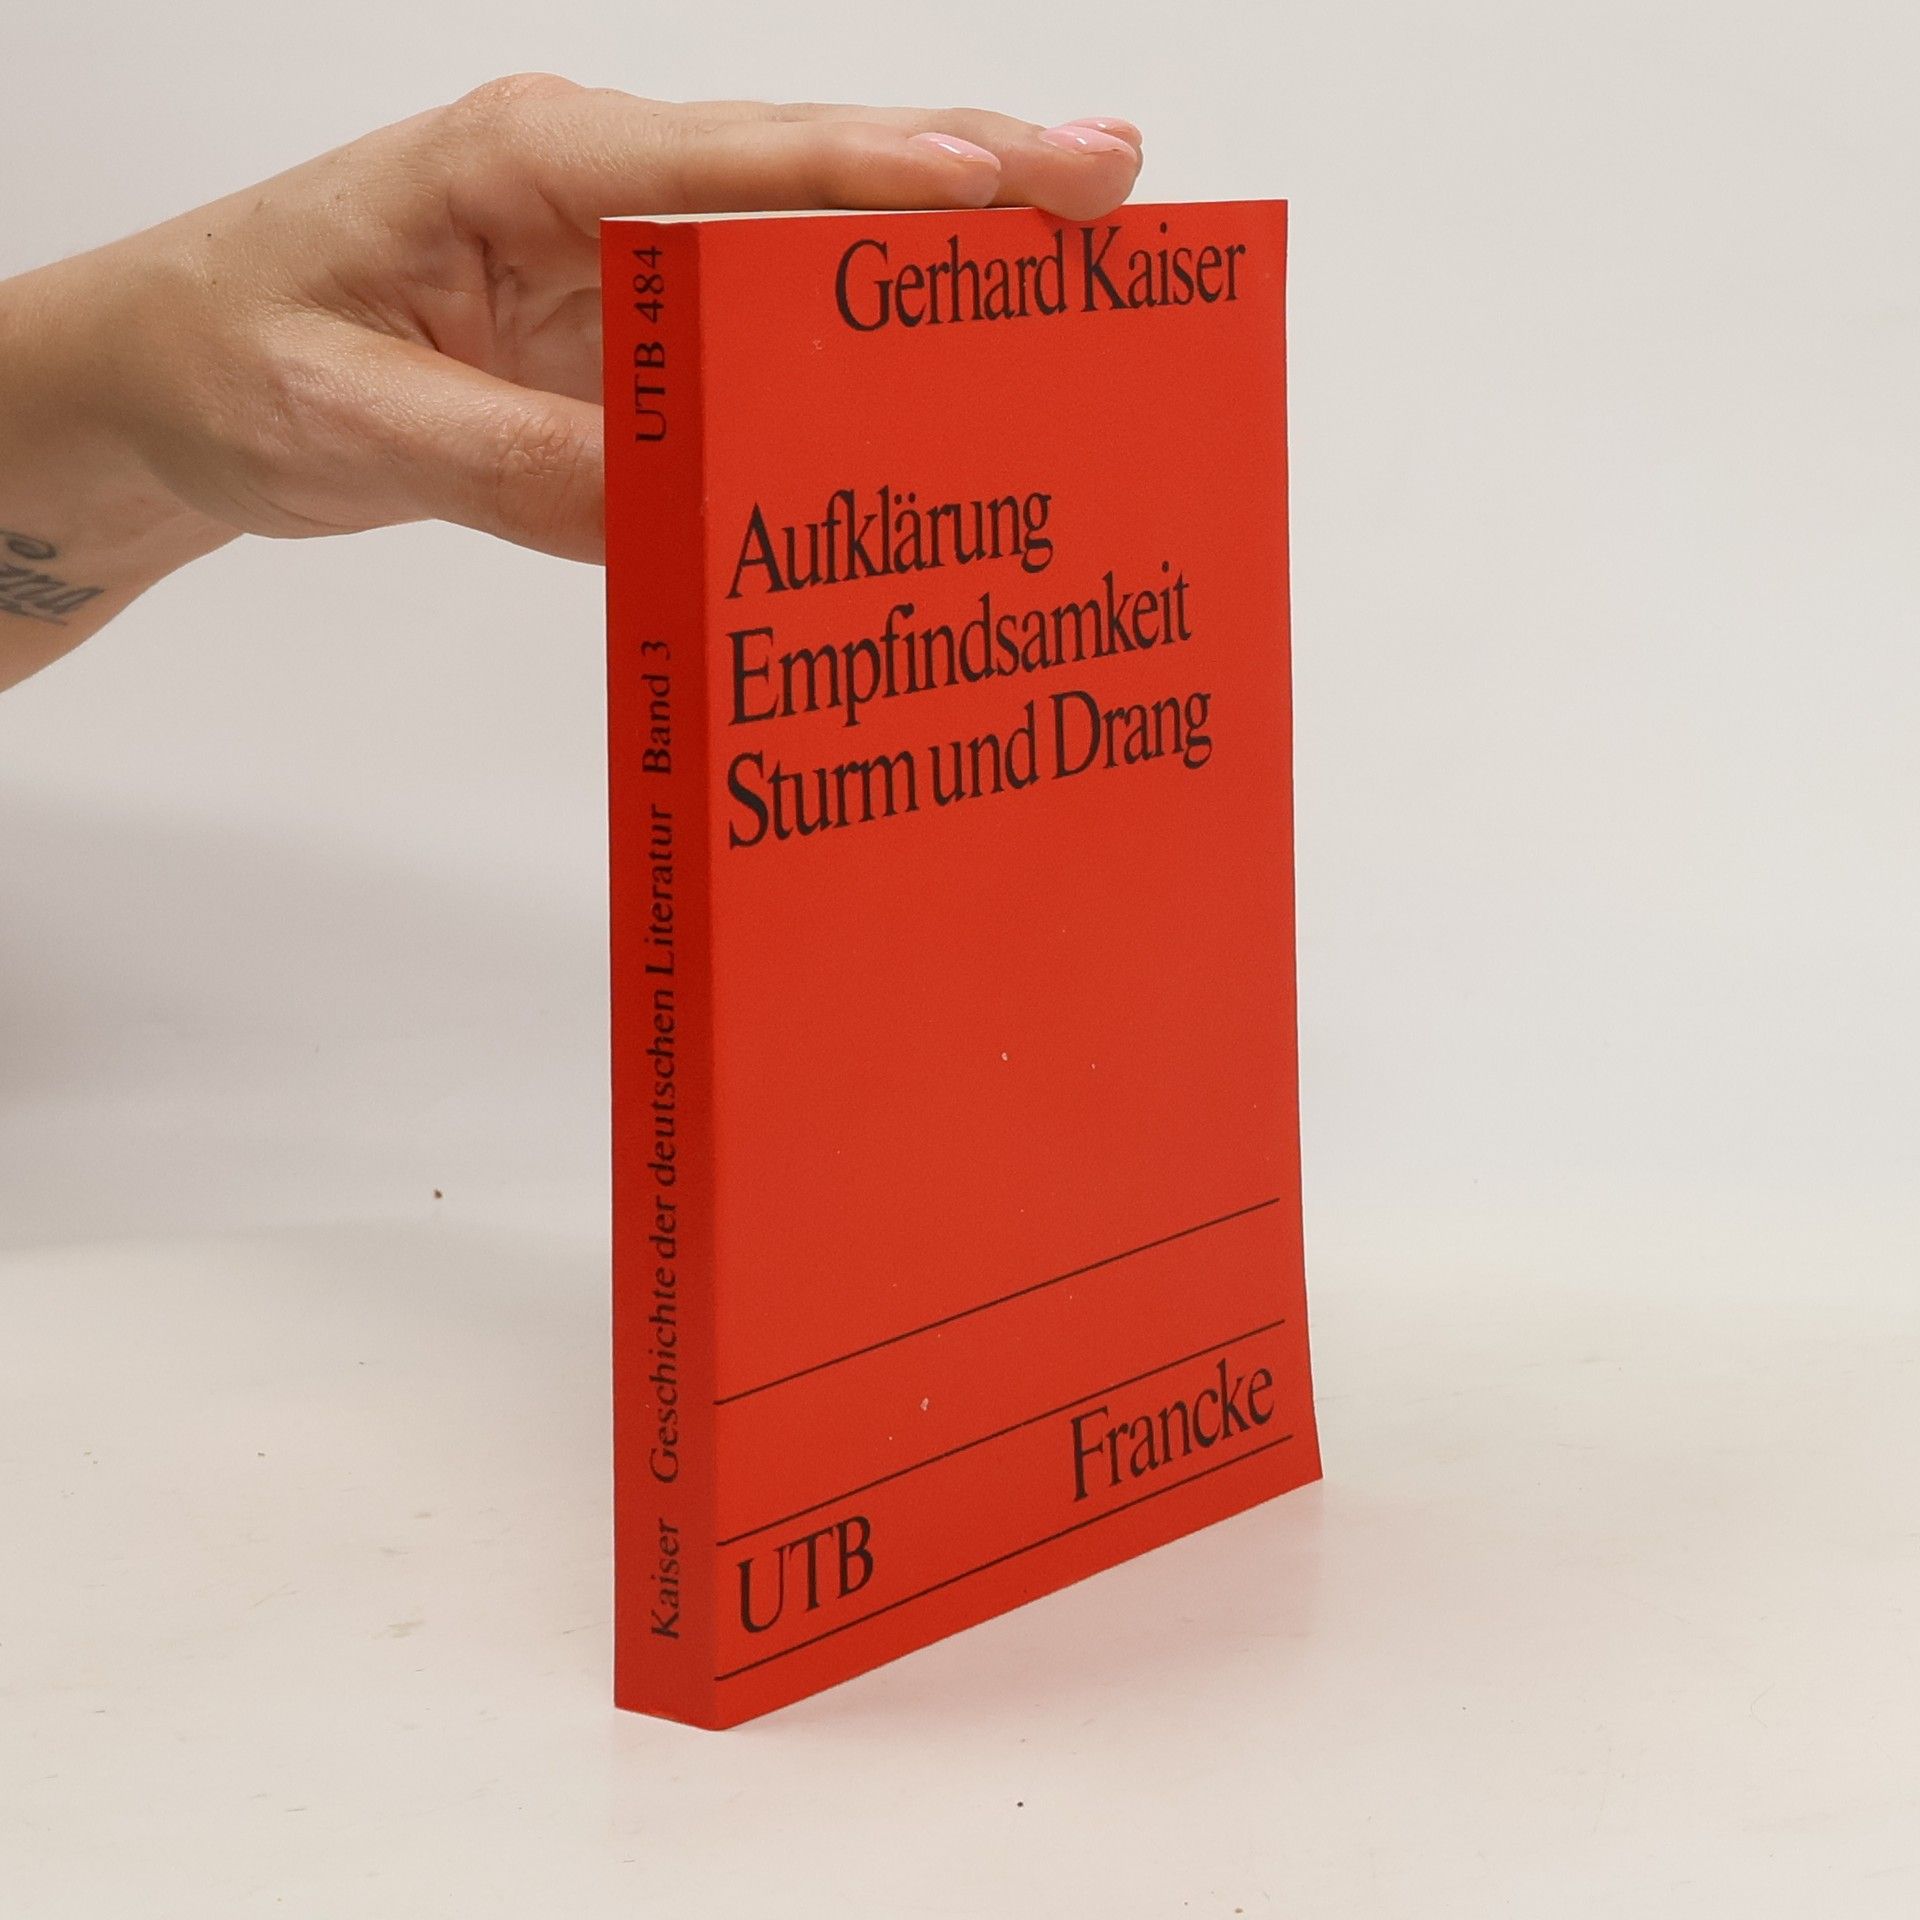 Gerhard Kaiser
Aufklärung
Empfindsamkeit
Sturm und Drang
Francke
UTB
Kaiser Geschichte der deutschen Literatur Band 3 UTB 484